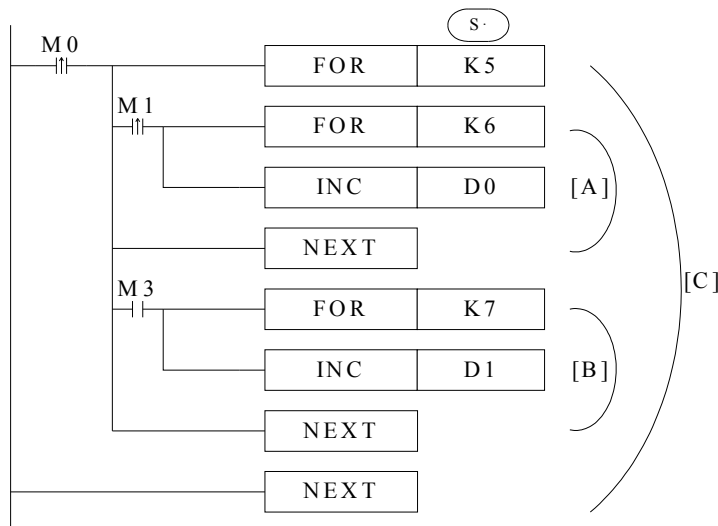 S·
M0
FOR K5
M1
FOR K6
INC D0 [A]
NEXT
[C]
M3
FOR K7
INC D1 [B]
NEXT
NEXT